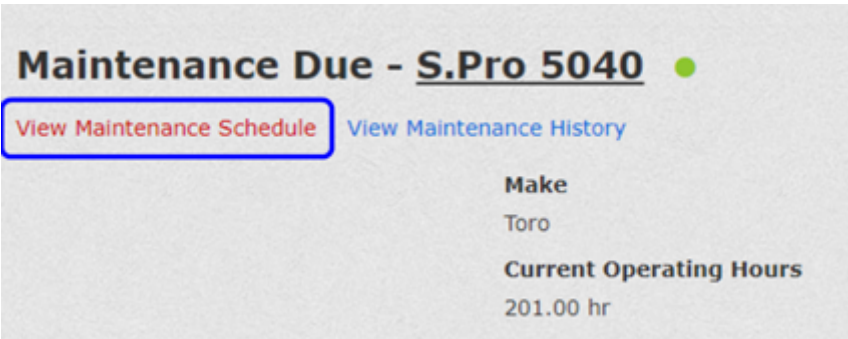 Maintenance Due - S.Pro 5040
View Maintenance Schedule View Maintenance History
Make
Toro
Current Operating Hours
201.00 hr